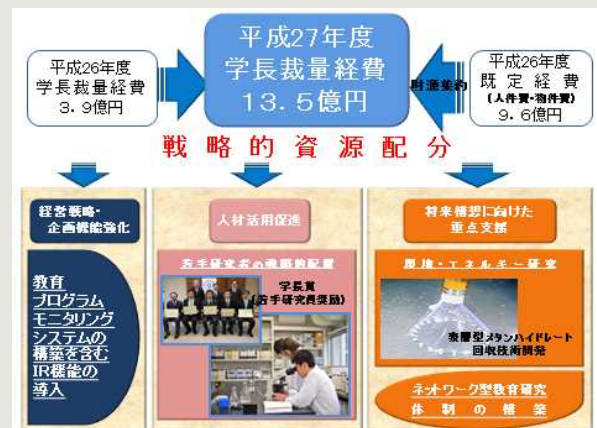 平成27年度
学長裁量経費
13.5億円
平成26年度
学長裁量経費
3.9億円
財源集約
平成26年度
既定経費
(人件費・物件費)
9.6億円
戦略的資源配分
経営戦略・
企画機能強化
教育
プログラム
モニタリング
システムの
構築を含む
IR機能の
導入
人材活用促進
若手研究者の戦略的配置
学長賞
(若手研究員奨励)
将来構想に向けた
重点支援
環境・エネルギー研究
表層型メタンハイドレート
回収技術開発
ネットワーク型教育研究
体制の構築